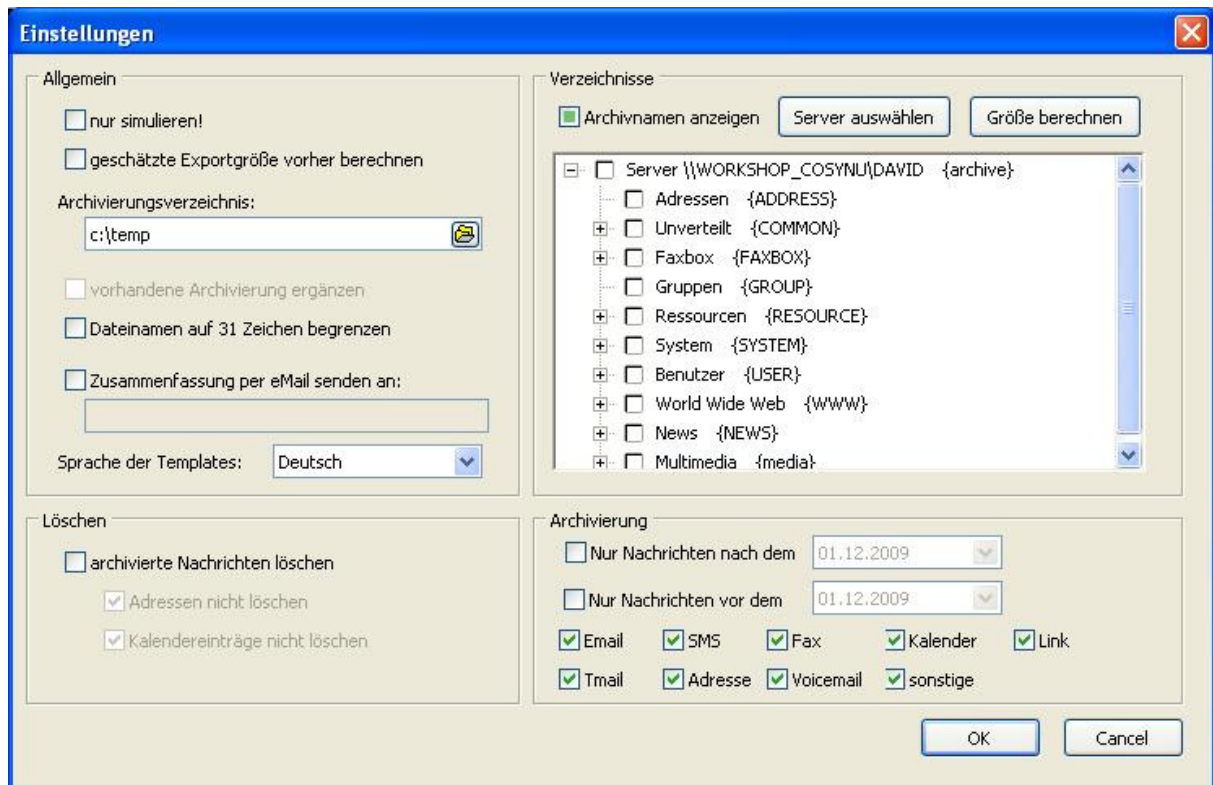 Einstellungen
Allgemein
nur simulieren!
geschätzte Exportgröße vorher berechnen
Archivierungsverzeichnis:
c:\temp
vorhandene Archivierung ergänzen
Dateinamen auf 31 Zeichen begrenzen
Zusammenfassung per eMail senden an:
Sprache der Templates: Deutsch
Verzeichnisse
Archivnamen anzeigen Server auswählen Größe berechnen
Server \\WORKSHOP_COSYNU\DAVID {archive}
Adressen {ADDRESS}
Unverteilt {COMMON}
Faxbox {FAXBOX}
Gruppen {GROUP}
Ressourcen {RESOURCE}
System {SYSTEM}
Benutzer {USER}
World Wide Web {WWW}
News {NEWS}
Multimedia {media}
Löschen
archivierte Nachrichten löschen
Adressen nicht löschen
Kalendereinträge nicht löschen
Archivierung
Nur Nachrichten nach dem 01.12.2009
Nur Nachrichten vor dem 01.12.2009
Email SMS Fax Kalender Link
Tmail Adresse Voicemail sonstige
OK Cancel